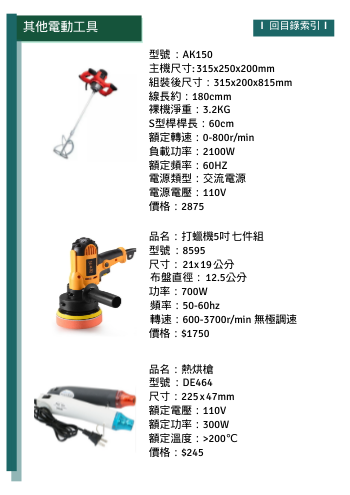 其他電動工具
I 回目錄索引 I
型號 : AK150
主機尺寸: 315x250x200mm
組裝後尺寸 : 315x200x815mm
線長約 : 180cmm
裸機淨重 : 3.2KG
S型桿桿長 : 60cm
額定轉速 : 0-800r/min
負載功率 : 2100W
額定頻率 : 60HZ
電源類型 : 交流電源
電源電壓 : 110V
價格 : 2875
品名 : 打蠟機5吋七件組
型號 : 8595
尺寸 : 21x19公分
布盤直徑 : 12.5公分
功率 : 700W
頻率 : 50-60hz
轉速 : 600-3700r/min 無極調速
價格 : $1750
品名 : 熱烘槍
型號 : DE464
尺寸 : 225x47mm
額定電壓 : 110V
額定功率 : 300W
額定溫度 : >200℃
價格 : $245